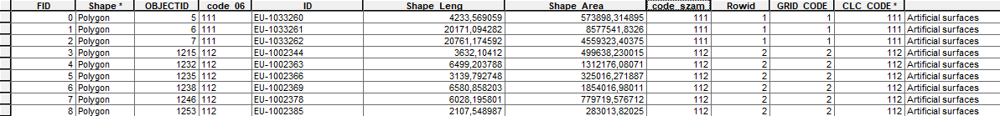 FID Shape * OBJECTID code_06 ID Shape_Leng Shape_Area code_szam Rowid GRID_CODE CLC_CODE *
0 Polygon 5 111 EU-1033260 4233,569059 573898,314895 111 1 1 111 Artificial surfaces
1 Polygon 6 111 EU-1033261 20171,094282 8577541,8326 111 1 1 111 Artificial surfaces
2 Polygon 7 111 EU-1033262 20761,174592 4559323,40375 111 1 1 111 Artificial surfaces
3 Polygon 1215 112 EU-1002344 3632,10412 499638,230015 112 2 2 112 Artificial surfaces
4 Polygon 1232 112 EU-1002363 6499,203788 1312176,08071 112 2 2 112 Artificial surfaces
5 Polygon 1235 112 EU-1002366 3139,792748 325016,271887 112 2 2 112 Artificial surfaces
6 Polygon 1238 112 EU-1002369 6580,858203 1854016,98011 112 2 2 112 Artificial surfaces
7 Polygon 1246 112 EU-1002378 6028,195801 779719,576712 112 2 2 112 Artificial surfaces
8 Polygon 1253 112 EU-1002385 2107,548987 283013,82025 112 2 2 112 Artificial surfaces